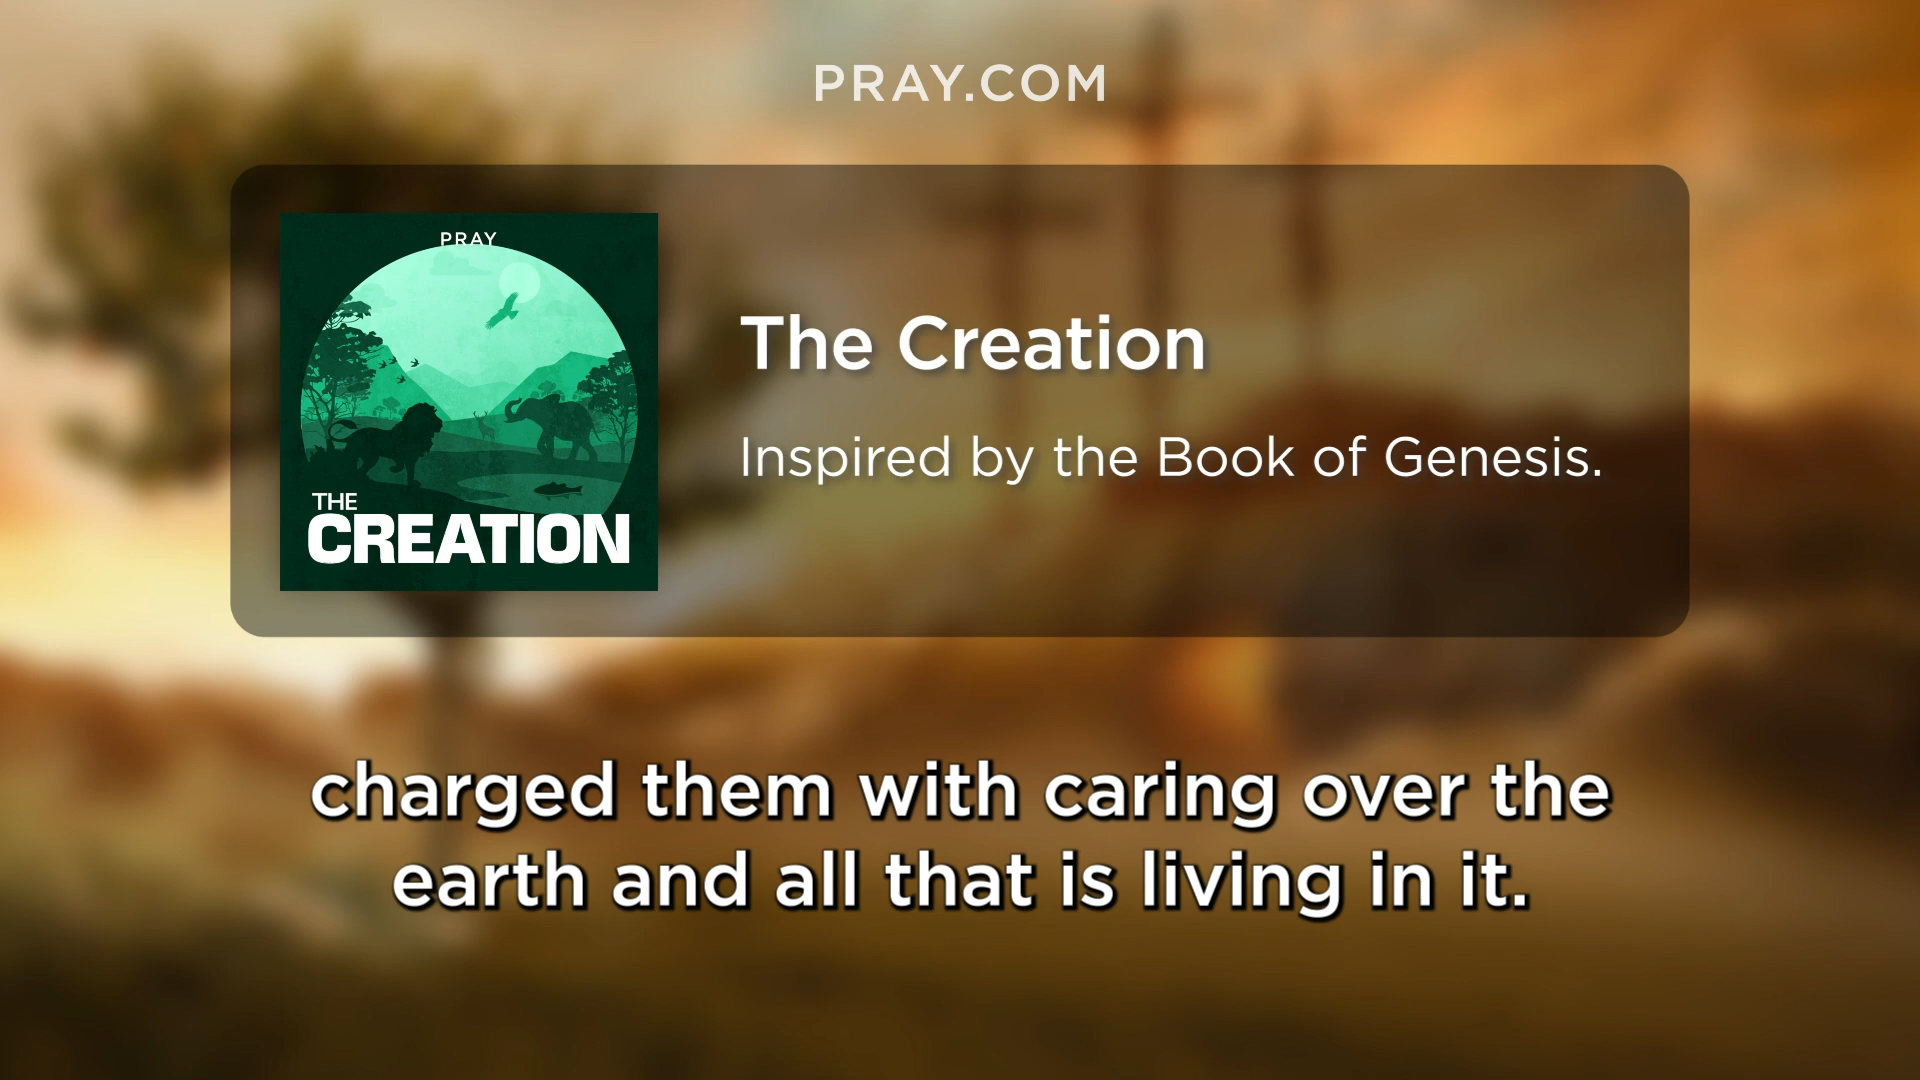 PRAY.COM
PRAY
THE
CREATION
The Creation
Inspired by the Book of Genesis.
charged them with caring over the
earth and all that is living in it.